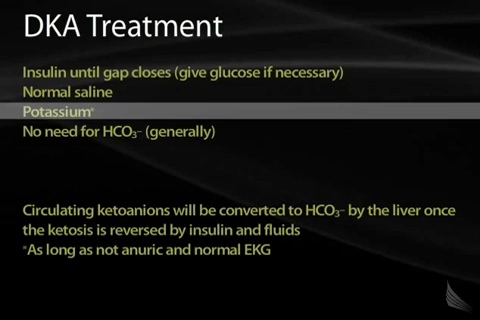 DKA Treatment
Insulin until gap closes (give glucose if necessary)
Normal saline
Potassium*
No need for HCO₃⁻ (generally)
Circulating ketoanions will be converted to HCO₃⁻ by the liver once
the ketosis is reversed by insulin and fluids
*As long as not anuric and normal EKG